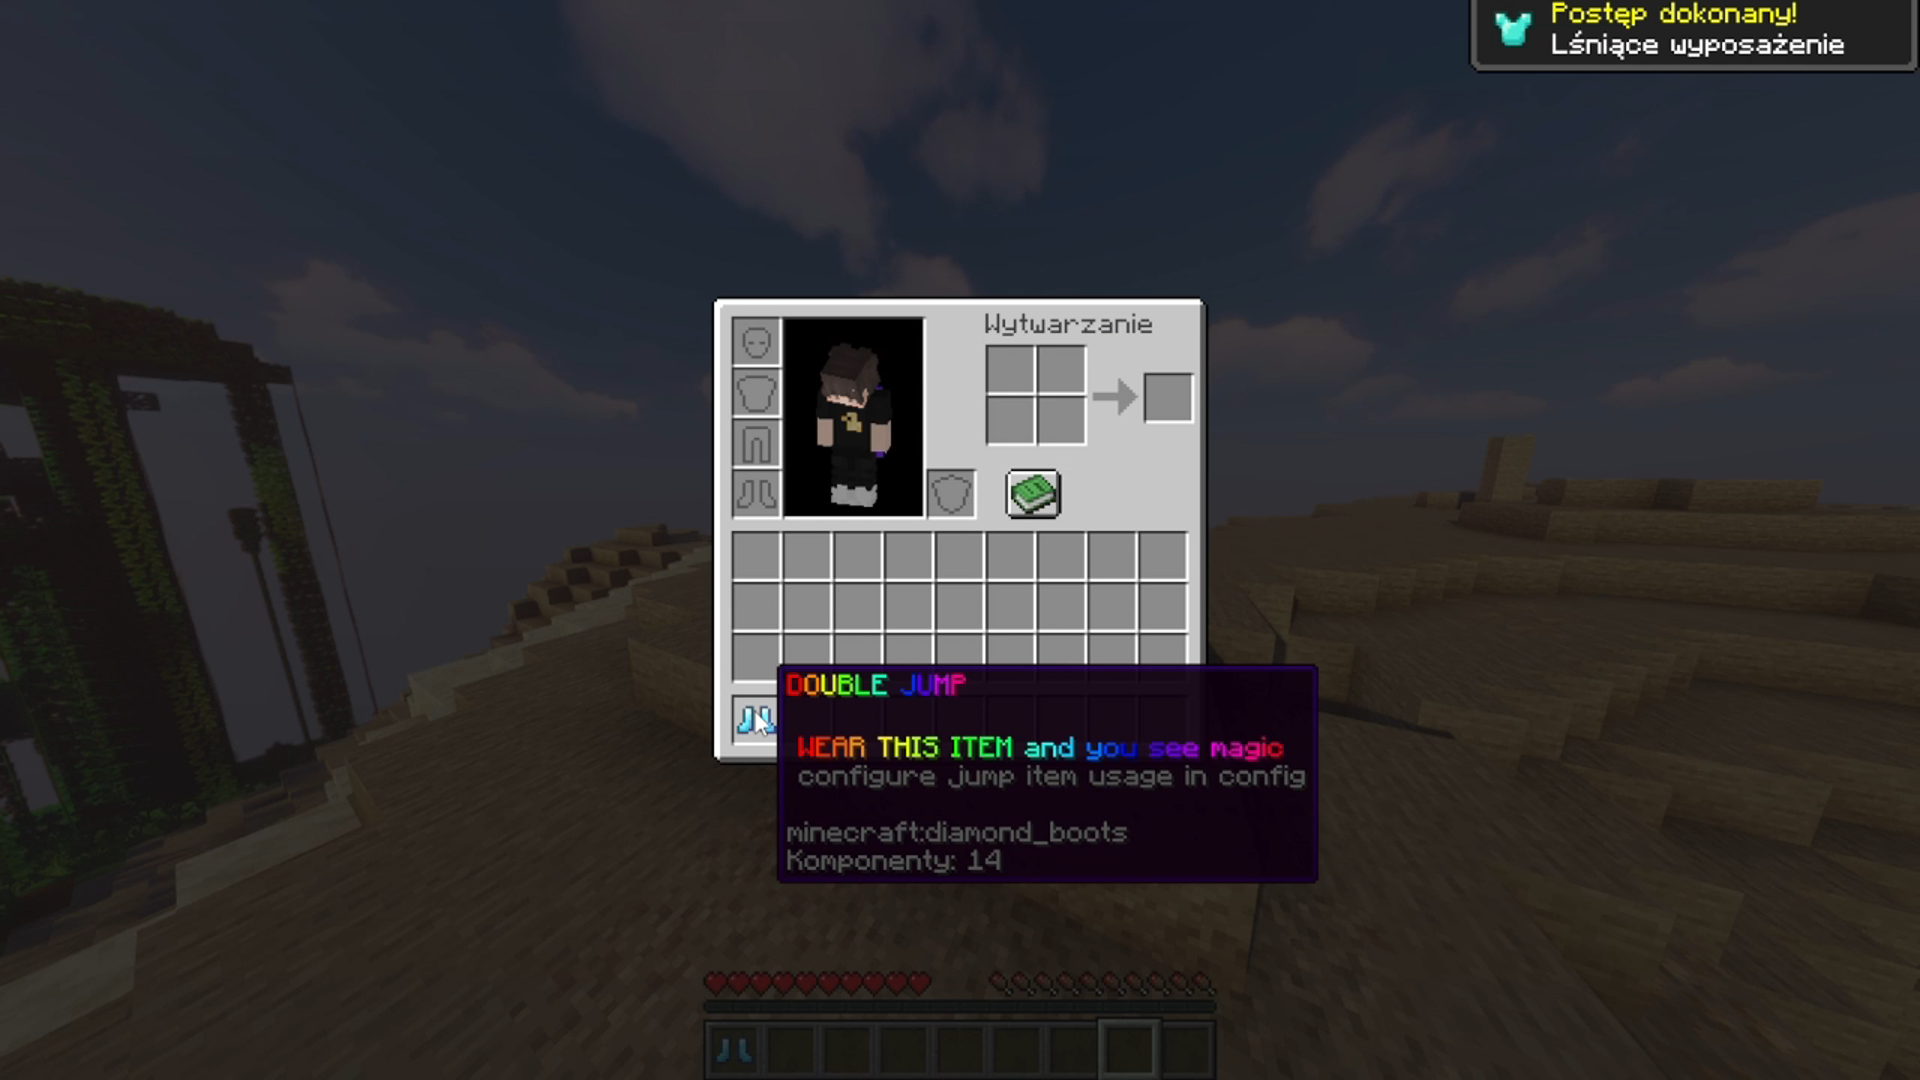 Postęp dokonany!
Lśniące wyposażenie
Wytwarzanie
DOUBLE JUMP
WEAR THIS ITEM and you see magic
configure jump item usage in config
minecraft:diamond_boots
Komponenty: 14